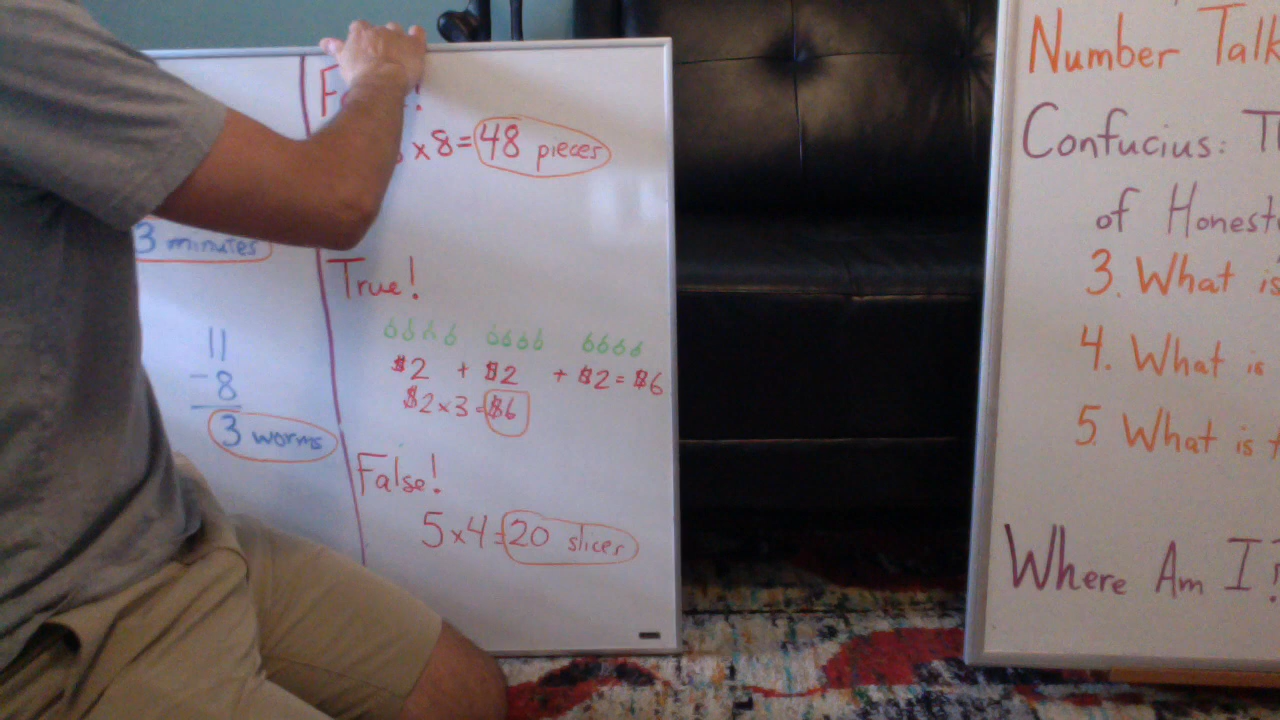 3 minutes
11
- 8
3 worms
x 8 = 48 pieces
True!
$2 + $2 + $2 = $6
$2 x 3 = $6
False!
5 x 4 = 20 slices
Number Talk
Confucius:
of Honest
3. What is
4. What is
5. What is
Where Am I?